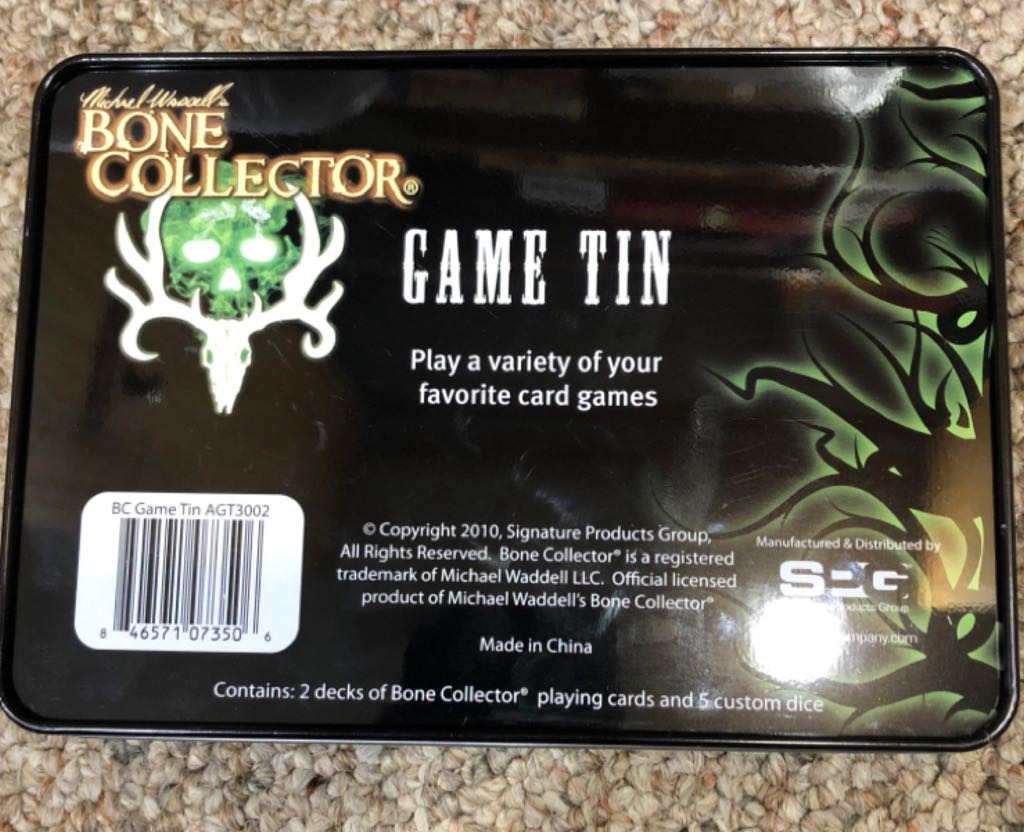 Michael Waddell's
BONE
COLLECTOR®
GAME TIN
Play a variety of your
favorite card games
BC Game Tin AGT3002
8 46571 07350 6
© Copyright 2010, Signature Products Group,
All Rights Reserved. Bone Collector® is a registered
trademark of Michael Waddell LLC. Official licensed
product of Michael Waddell's Bone Collector®
Made in China
Manufactured & Distributed by
SPG
Products Group
Contains: 2 decks of Bone Collector® playing cards and 5 custom dice